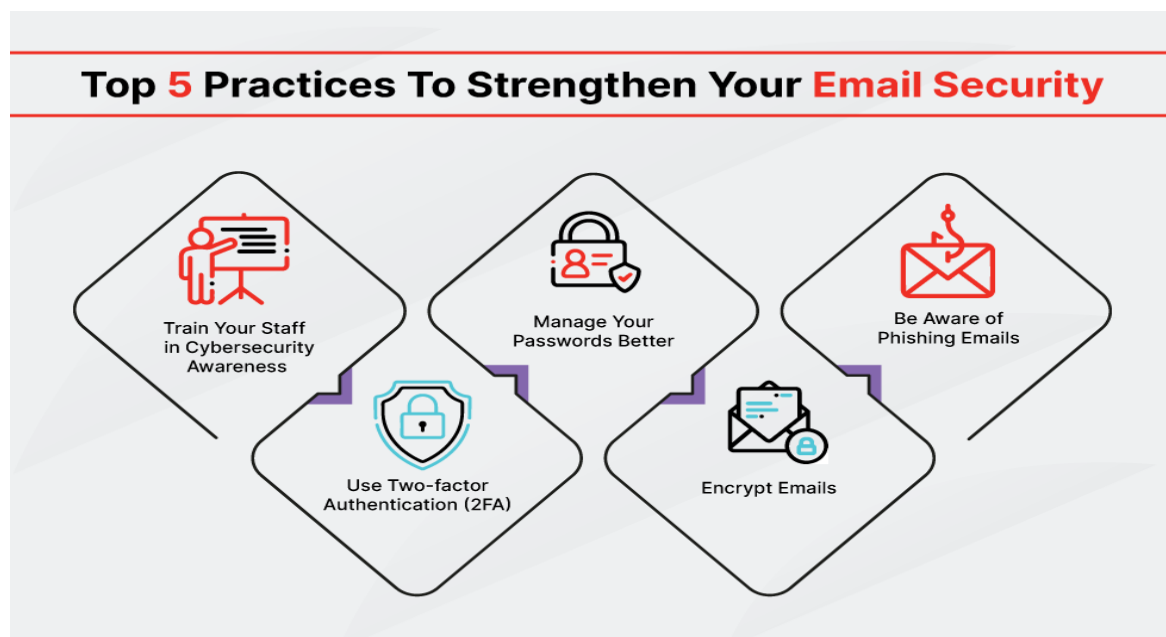 Top 5 Practices To Strengthen Your Email Security
Train Your Staff
in Cybersecurity
Awareness
Use Two-factor
Authentication (2FA)
Manage Your
Passwords Better
Encrypt Emails
Be Aware of
Phishing Emails